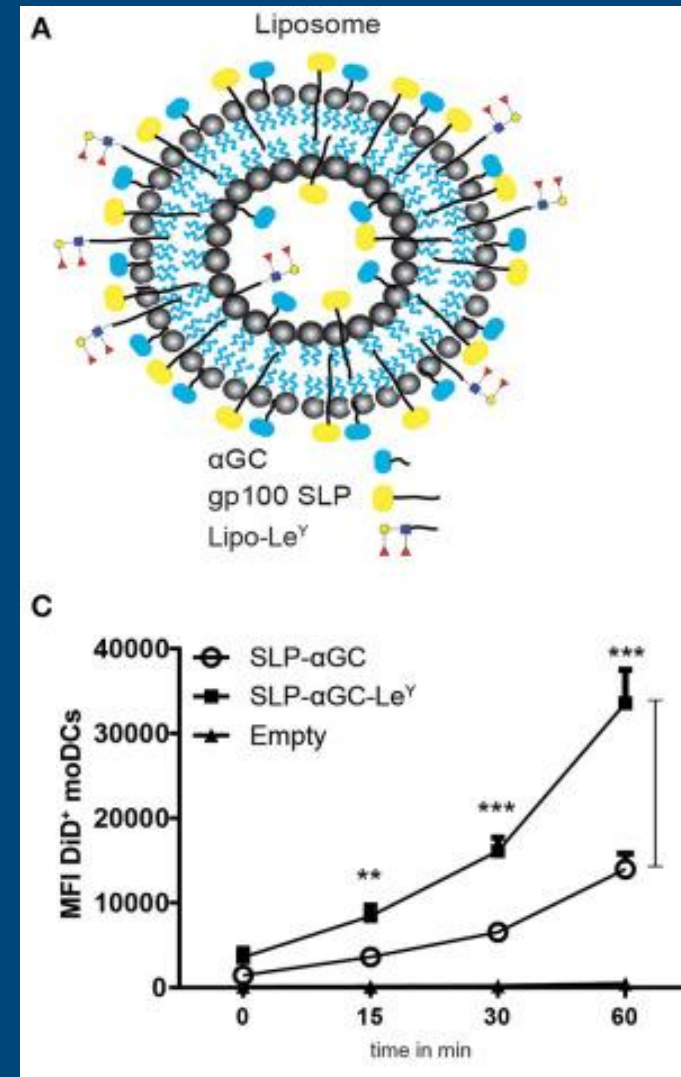 A
Liposome
αGC
gp100 SLP
Lipo-Leʸ
C
MFI DiD⁺ moDCs
40000
30000
20000
10000
0
SLP-αGC
SLP-αGC-Leʸ
Empty
**
***
***
0 15 30 60
time in min